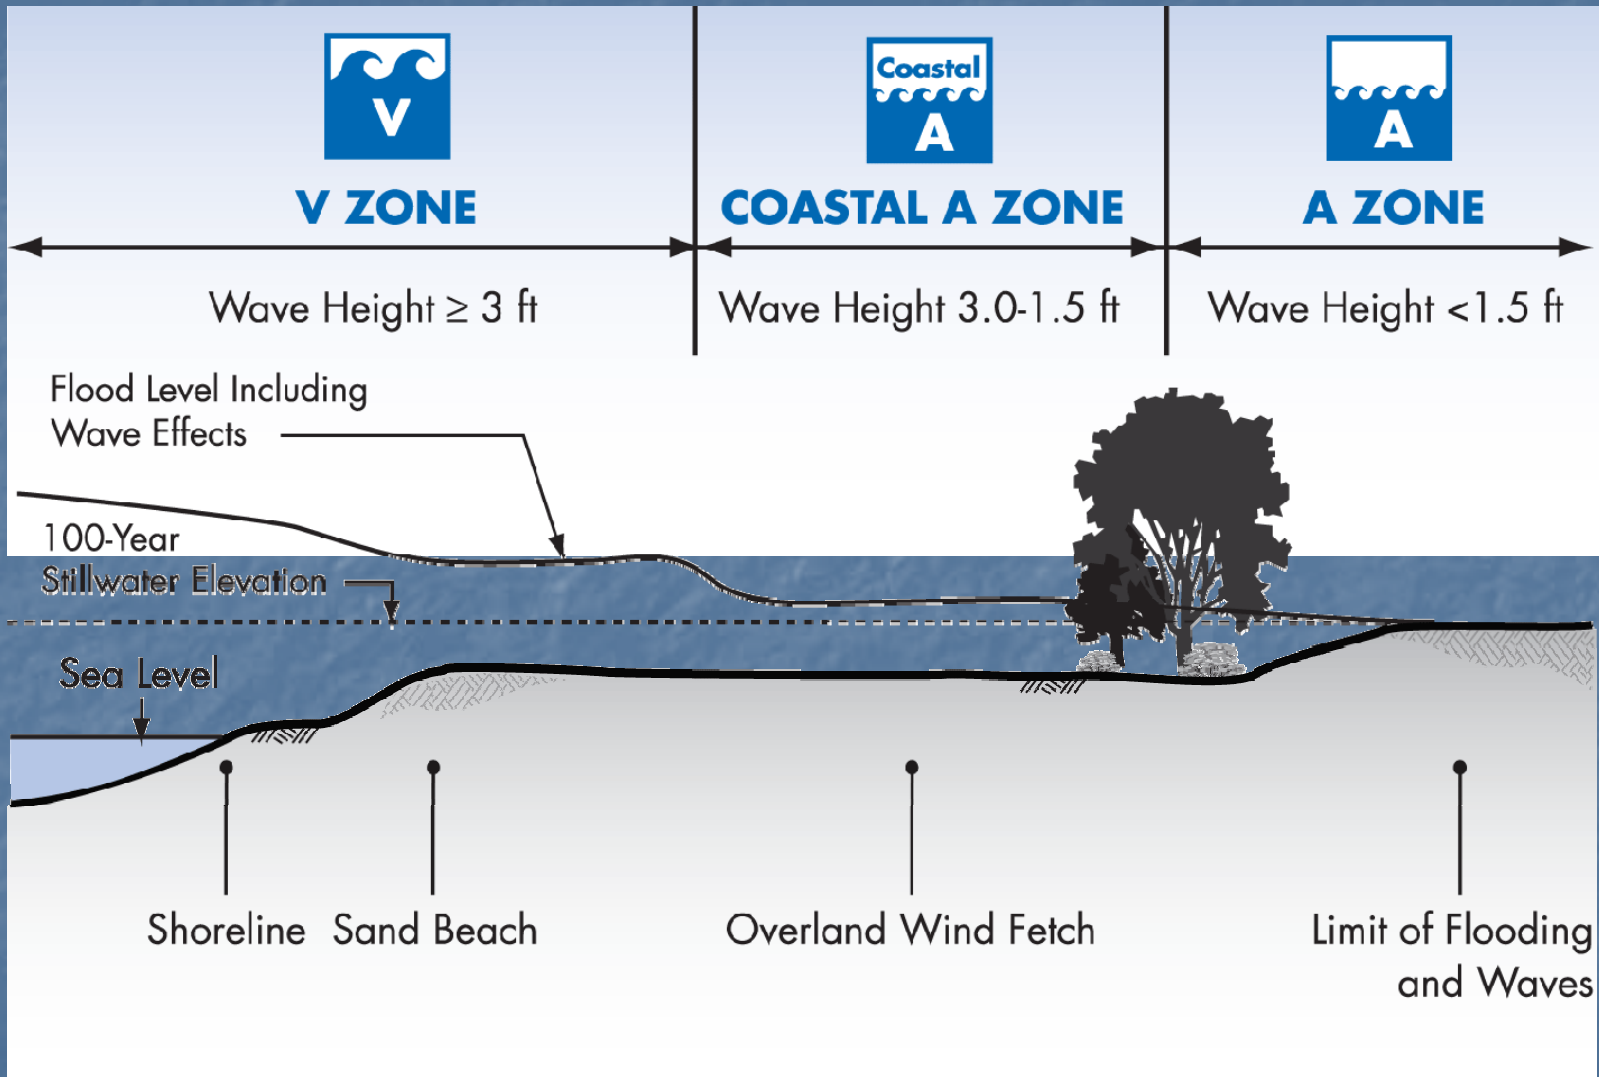 V
Coastal
A
A
V ZONE
COASTAL A ZONE
A ZONE
Wave Height ≥ 3 ft
Wave Height 3.0-1.5 ft
Wave Height <1.5 ft
Flood Level Including
Wave Effects
100-Year
Stillwater Elevation
Sea Level
Shoreline
Sand Beach
Overland Wind Fetch
Limit of Flooding
and Waves